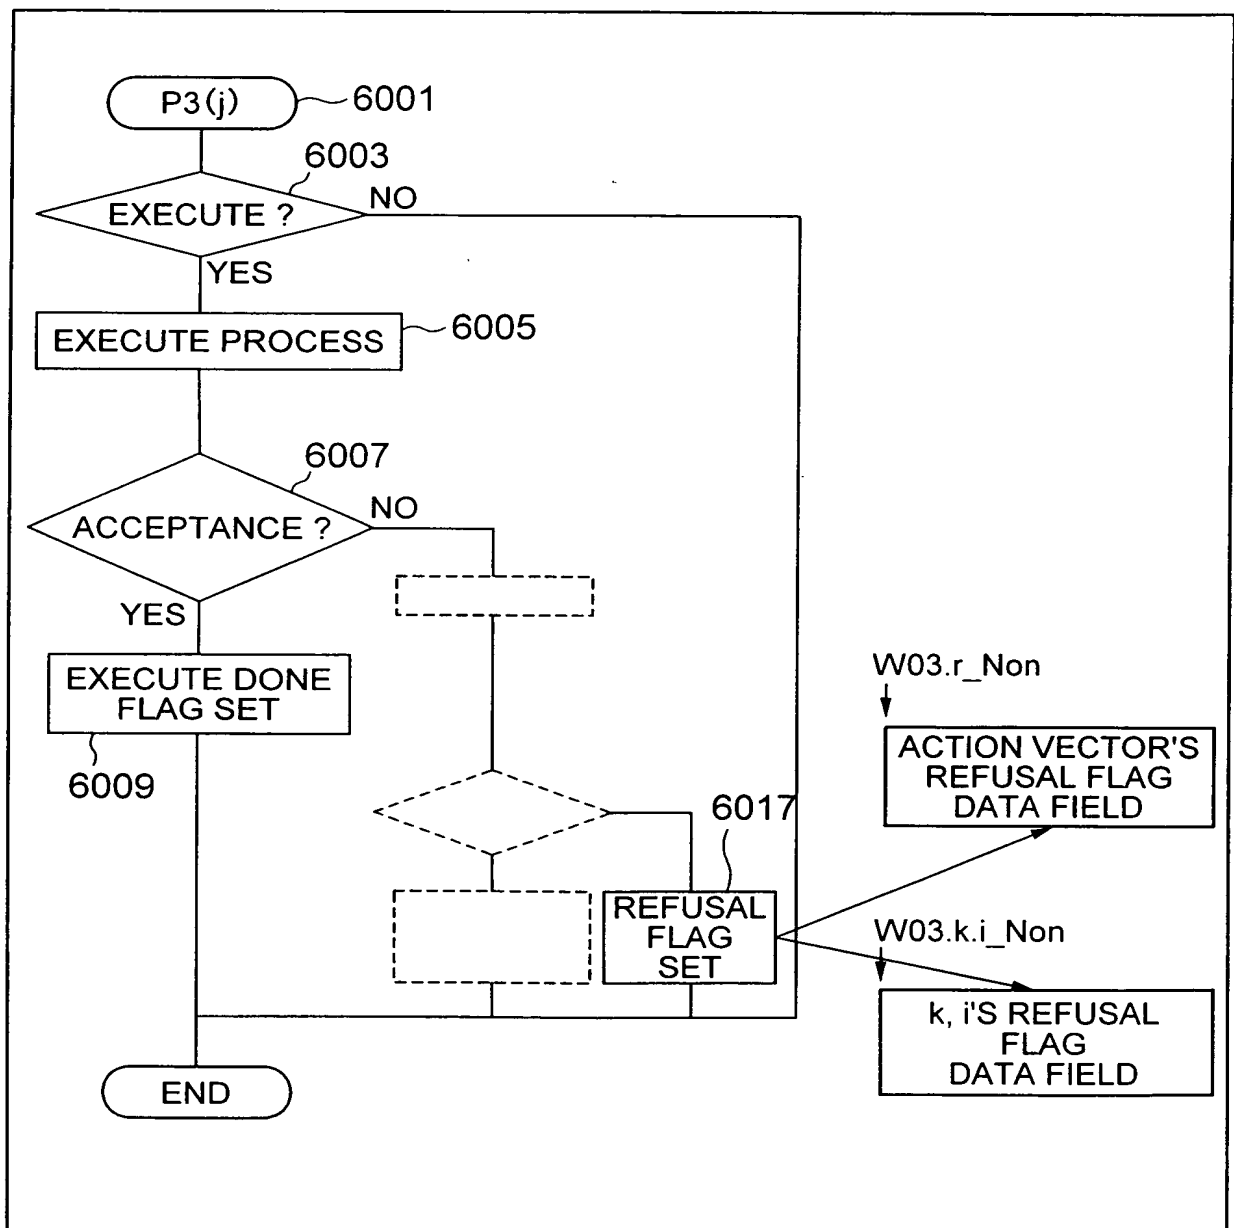 P3(j)
6001
6003
EXECUTE ?
NO
YES
EXECUTE PROCESS
6005
6007
ACCEPTANCE ?
NO
YES
EXECUTE DONE
FLAG SET
6009
6017
REFUSAL
FLAG
SET
W03.r_Non
ACTION VECTOR'S
REFUSAL FLAG
DATA FIELD
W03.k.i_Non
k, i'S REFUSAL
FLAG
DATA FIELD
END